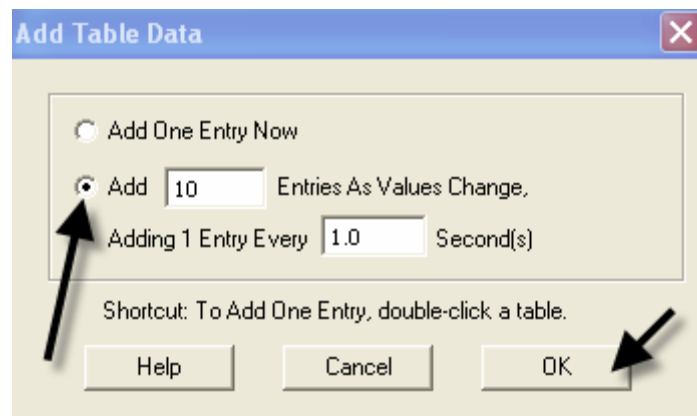 Add Table Data
Add One Entry Now
Add 10 Entries As Values Change,
Adding 1 Entry Every 1.0 Second(s)
Shortcut: To Add One Entry, double-click a table.
Help Cancel OK